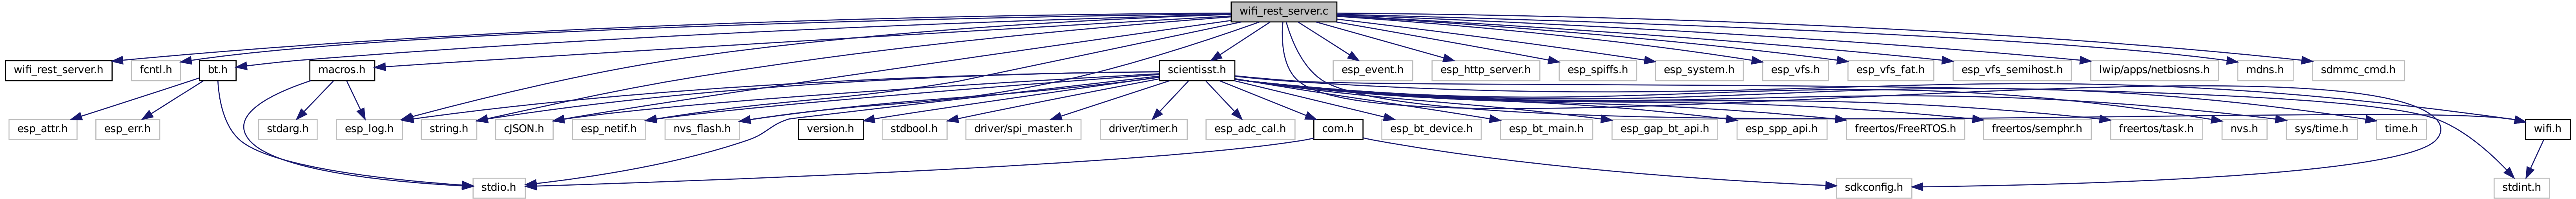 wifi_rest_server.c
wifi_rest_server.h
fcntl.h
bt.h
macros.h
scientisst.h
esp_event.h
esp_http_server.h
esp_spiffs.h
esp_system.h
esp_vfs.h
esp_vfs_fat.h
esp_vfs_semihost.h
lwip/apps/netbiosns.h
mdns.h
sdmmc_cmd.h
esp_attr.h
esp_err.h
stdarg.h
esp_log.h
string.h
cJSON.h
esp_netif.h
nvs_flash.h
version.h
stdbool.h
driver/spi_master.h
driver/timer.h
esp_adc_cal.h
com.h
esp_bt_device.h
esp_bt_main.h
esp_gap_bt_api.h
esp_spp_api.h
freertos/FreeRTOS.h
freertos/semphr.h
freertos/task.h
nvs.h
sys/time.h
time.h
wifi.h
stdio.h
sdkconfig.h
stdint.h